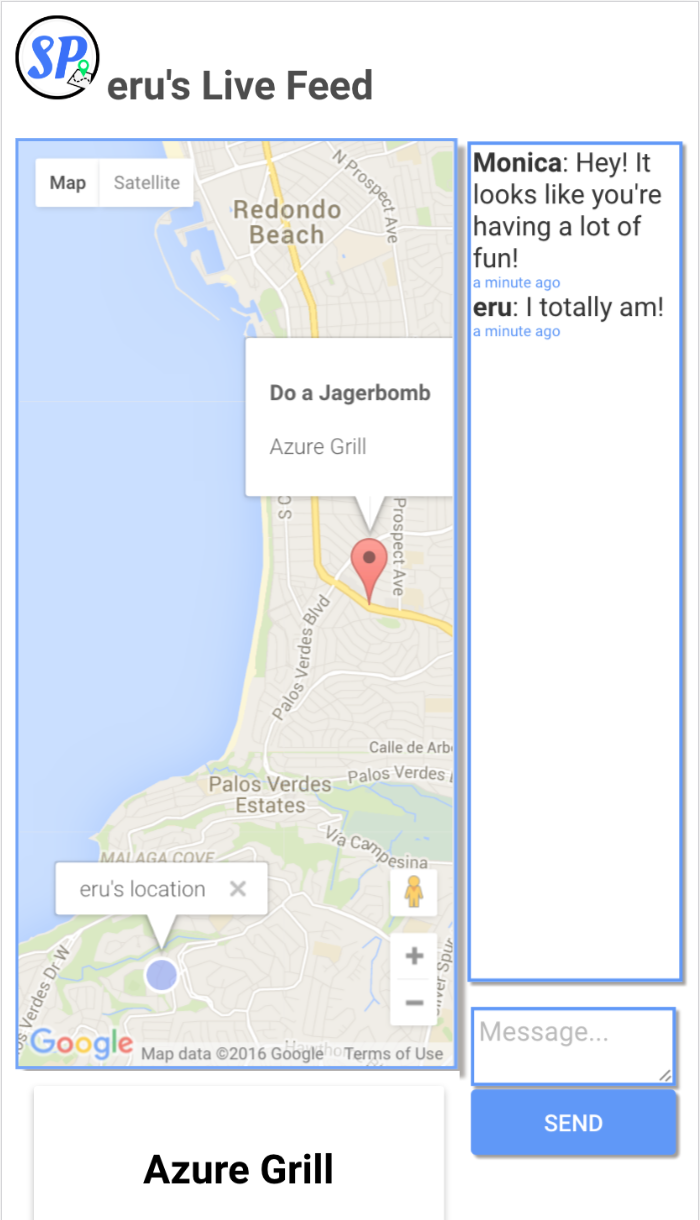 SP
eru's Live Feed
Map
Satellite
N Prospect Ave
Redondo
Beach
Do a Jagerbomb
Azure Grill
C S
Prospect Ave
Palos Verdes Blvd
Calle de Arb
Palos Verdes
Palos Verdes
Estates
Vía Campesina
MALAGA COVE
eru's location
os Verdes Dr W
Google
Map data ©2016 Google
Terms of Use
Monica: Hey! It
looks like you're
having a lot of
fun!
a minute ago
eru: I totally am!
a minute ago
Message...
SEND
Azure Grill